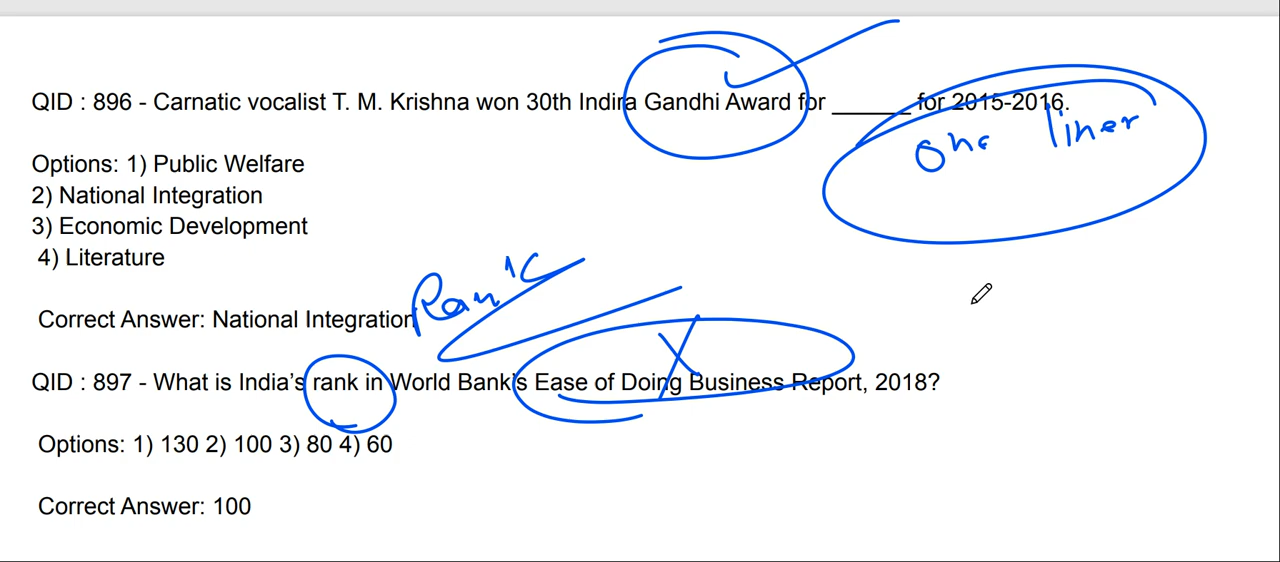 QID : 896 - Carnatic vocalist T. M. Krishna won 30th Indira Gandhi Award for ______ for 2015-2016.
one liner
Options: 1) Public Welfare
2) National Integration
3) Economic Development
4) Literature
Rank
Correct Answer: National Integration
QID : 897 - What is India’s rank in World Bank’s Ease of Doing Business Report, 2018?
Options: 1) 130 2) 100 3) 80 4) 60
Correct Answer: 100